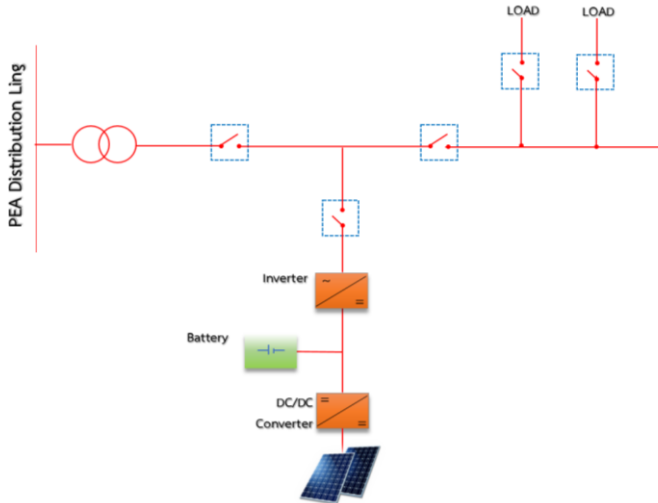 LOAD
LOAD
PEA Distribution Ling
Inverter
Battery
DC/DC
Converter